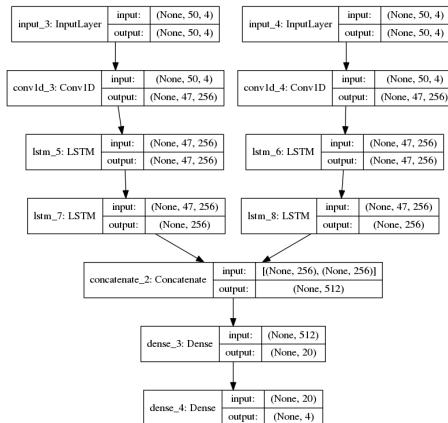 input_3: InputLayer input: (None, 50, 4)
output: (None, 50, 4)
input_4: InputLayer input: (None, 50, 4)
output: (None, 50, 4)
conv1d_3: Conv1D input: (None, 50, 4)
output: (None, 47, 256)
conv1d_4: Conv1D input: (None, 50, 4)
output: (None, 47, 256)
lstm_5: LSTM input: (None, 47, 256)
output: (None, 47, 256)
lstm_6: LSTM input: (None, 47, 256)
output: (None, 47, 256)
lstm_7: LSTM input: (None, 47, 256)
output: (None, 256)
lstm_8: LSTM input: (None, 47, 256)
output: (None, 256)
concatenate_2: Concatenate input: [(None, 256), (None, 256)]
output: (None, 512)
dense_3: Dense input: (None, 512)
output: (None, 20)
dense_4: Dense input: (None, 20)
output: (None, 4)